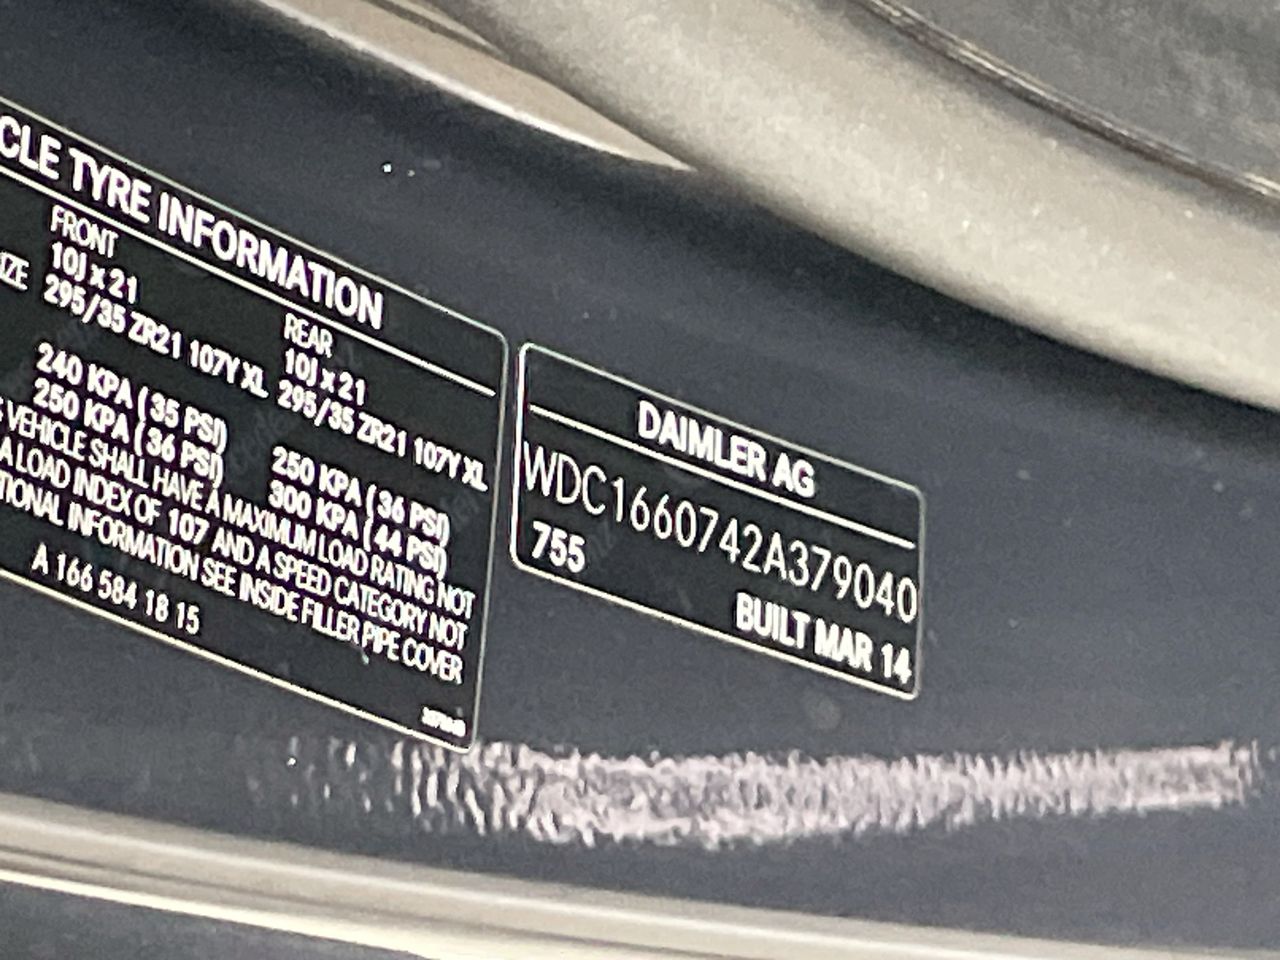 CLE TYRE INFORMATION
FRONT
REAR
10J x 21
10J x 21
IZE 295/35 ZR21 107Y XL
295/35 ZR21 107Y XL
240 KPA ( 35 PSI)
250 KPA ( 36 PSI)
250 KPA ( 36 PSI)
300 KPA ( 44 PSI)
: VEHICLE SHALL HAVE A MAXIMUM LOAD RATING NOT
A LOAD INDEX OF 107 AND A SPEED CATEGORY NOT
TIONAL INFORMATION SEE INSIDE FILLER PIPE COVER
A 166 584 18 15
DAIMLER AG
WDC1660742A379040
755
BUILT MAR 14